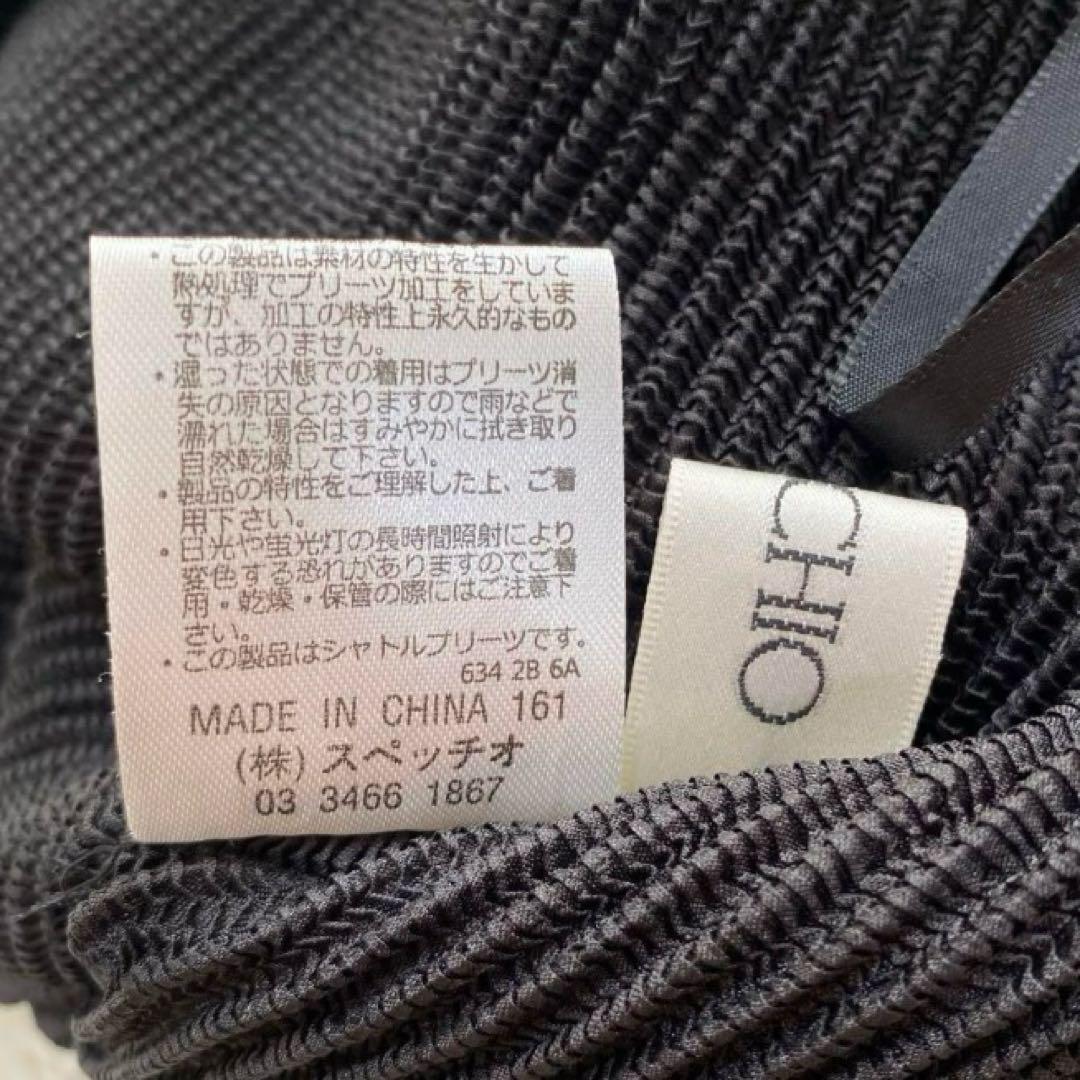 ・この製品は素材の特性を生かして
熱処理でプリーツ加工をしていま
すが、加工の特性上永久的なもの
ではありません。
・湿った状態での着用はプリーツ消
失の原因となりますので雨などで
濡れた場合はすみやかに拭き取り
自然乾燥して下さい。
・製品の特性をご理解した上、ご着
用下さい。
・日光や蛍光灯の長時間照射により
変色する恐れがありますのでご着
用・乾燥・保管の際にはご注意下
さい。
・この製品はシャトルプリーツです。
634 2B 6A
MADE IN CHINA 161
(株) スペッチオ
03 3466 1867
CCHIO